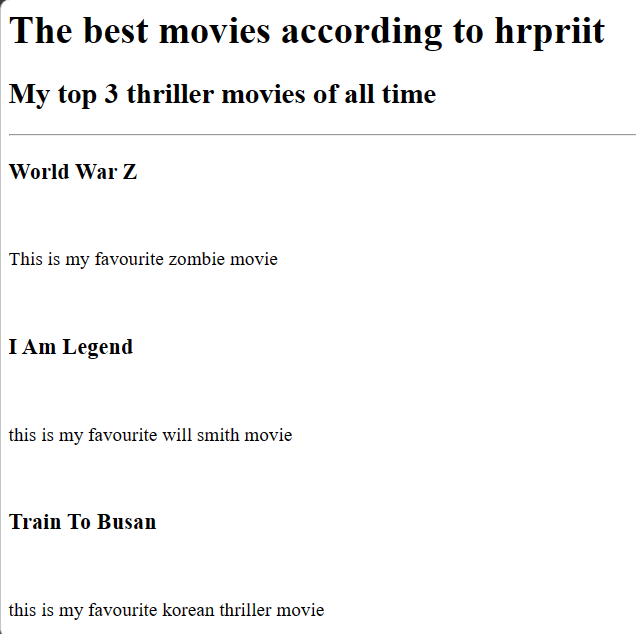 The best movies according to hrpriit
My top 3 thriller movies of all time
World War Z
This is my favourite zombie movie
I Am Legend
this is my favourite will smith movie
Train To Busan
this is my favourite korean thriller movie